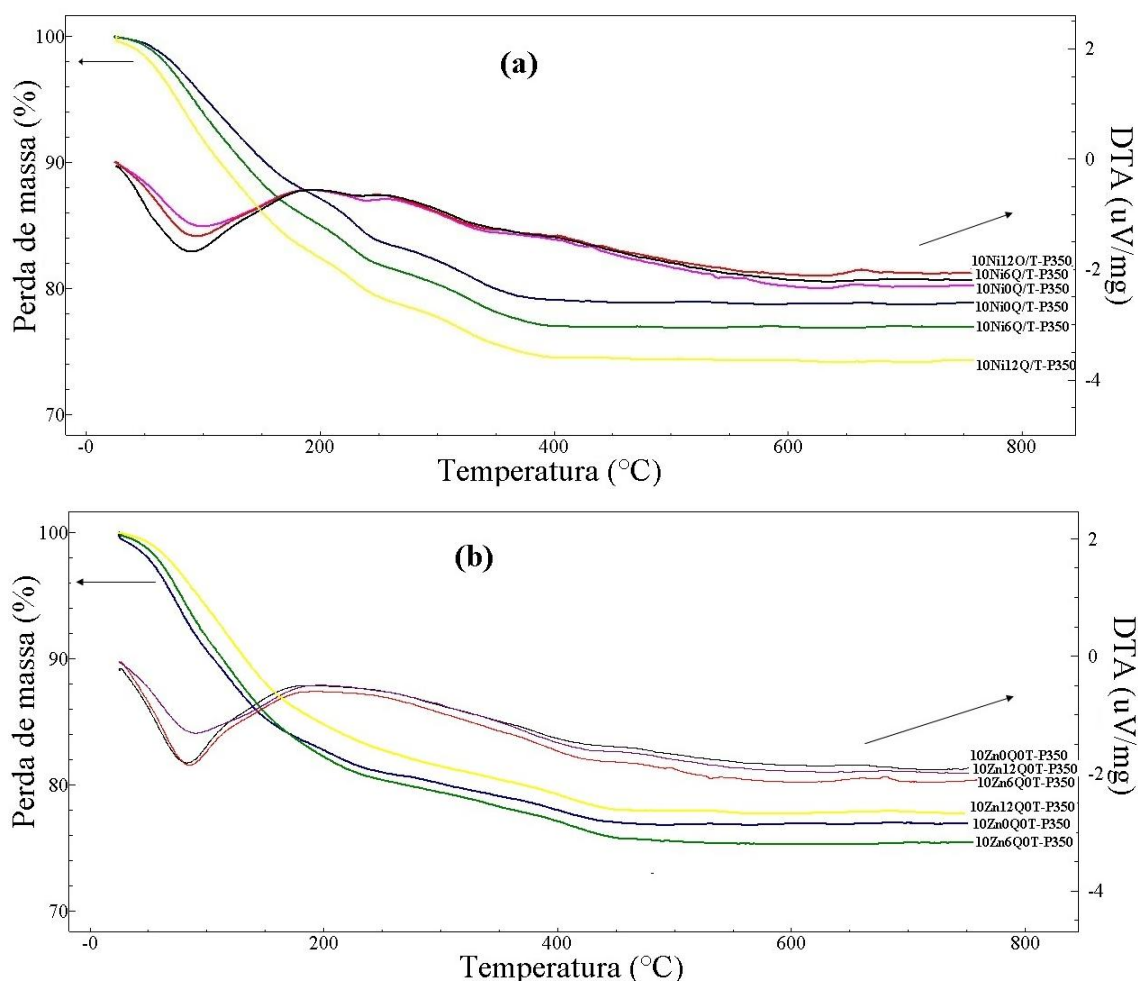 (a)
Perda de massa (%)
100
90
80
70
DTA (uV/mg)
2
0
-2
-4
10Ni12O/T-P350
10Ni6Q/T-P350
10Ni0Q/T-P350
10Ni0Q/T-P350
10Ni6Q/T-P350
10Ni12Q/T-P350
-0
200
400
600
800
Temperatura (°C)
(b)
Perda de massa (%)
100
90
80
70
DTA (uV/mg)
2
0
-2
-4
10Zn0Q0T-P350
10Zn12Q0T-P350
10Zn6Q0T-P350
10Zn12Q0T-P350
10Zn0Q0T-P350
10Zn6Q0T-P350
-0
200
400
600
800
Temperatura (°C)